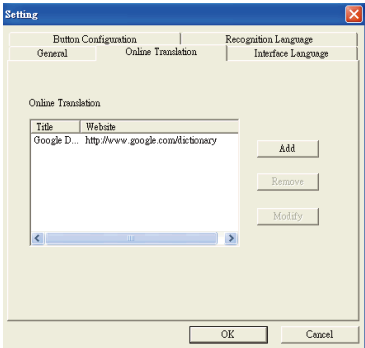 Setting
Button Configuration Recognition Language
General Online Translation Interface Language
Online Translation
Title Website
Google D... http://www.google.com/dictionary
Add
Remove
Modify
OK Cancel